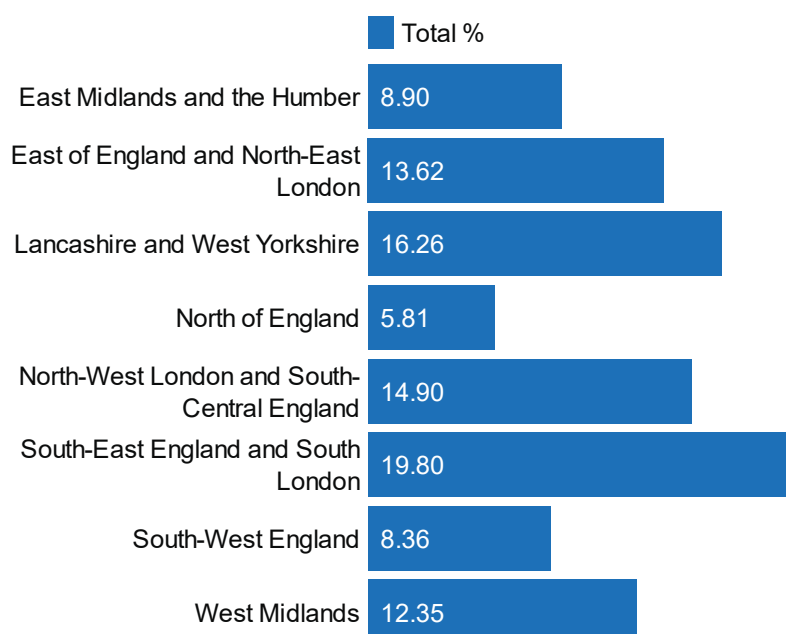 Total %
East Midlands and the Humber 8.90
East of England and North-East
London 13.62
Lancashire and West Yorkshire 16.26
North of England 5.81
North-West London and South-
Central England 14.90
South-East England and South
London 19.80
South-West England 8.36
West Midlands 12.35